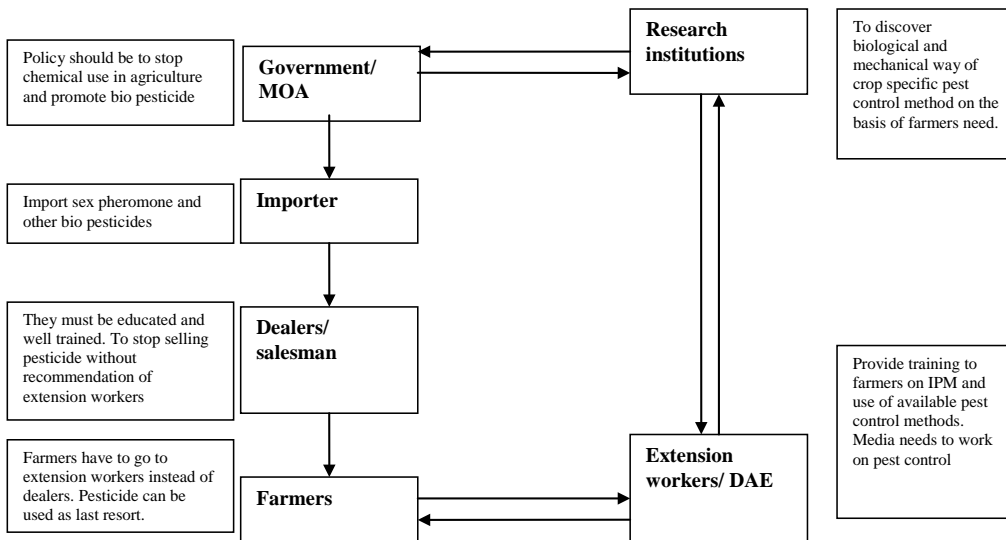 Policy should be to stop
chemical use in agriculture
and promote bio pesticide
Government/
MOA
Research
institutions
To discover
biological and
mechanical way of
crop specific pest
control method on the
basis of farmers need.
Import sex pheromone and
other bio pesticides
Importer
They must be educated and
well trained. To stop selling
pesticide without
recommendation of
extension workers
Dealers/
salesman
Provide training to
farmers on IPM and
use of available pest
control methods.
Media needs to work
on pest control
Farmers have to go to
extension workers instead of
dealers. Pesticide can be
used as last resort.
Farmers
Extension
workers/ DAE